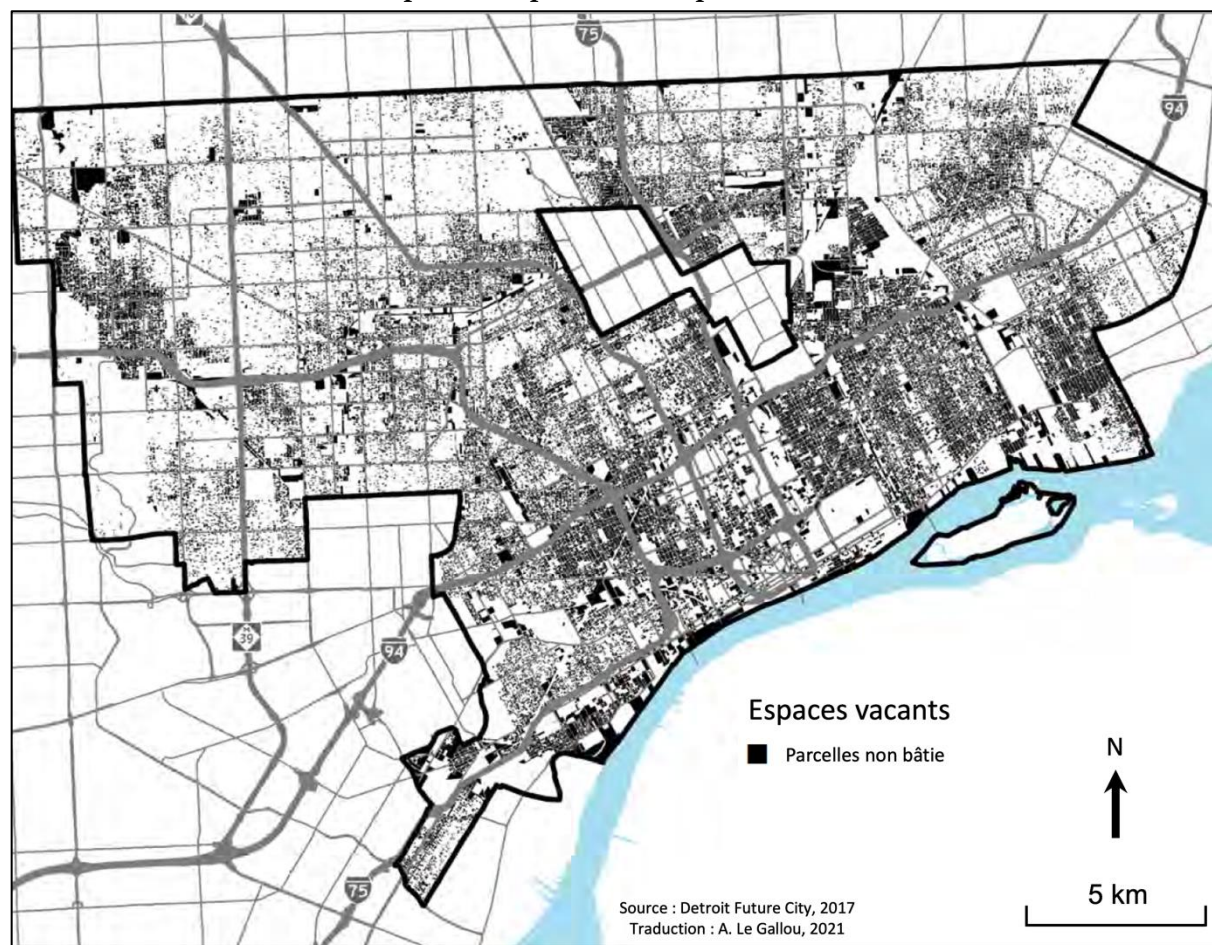 75
94
Espaces vacants
Parcelles non bâtie
N
39
94
75
5 km
Source : Detroit Future City, 2017
Traduction : A. Le Gallou, 2021